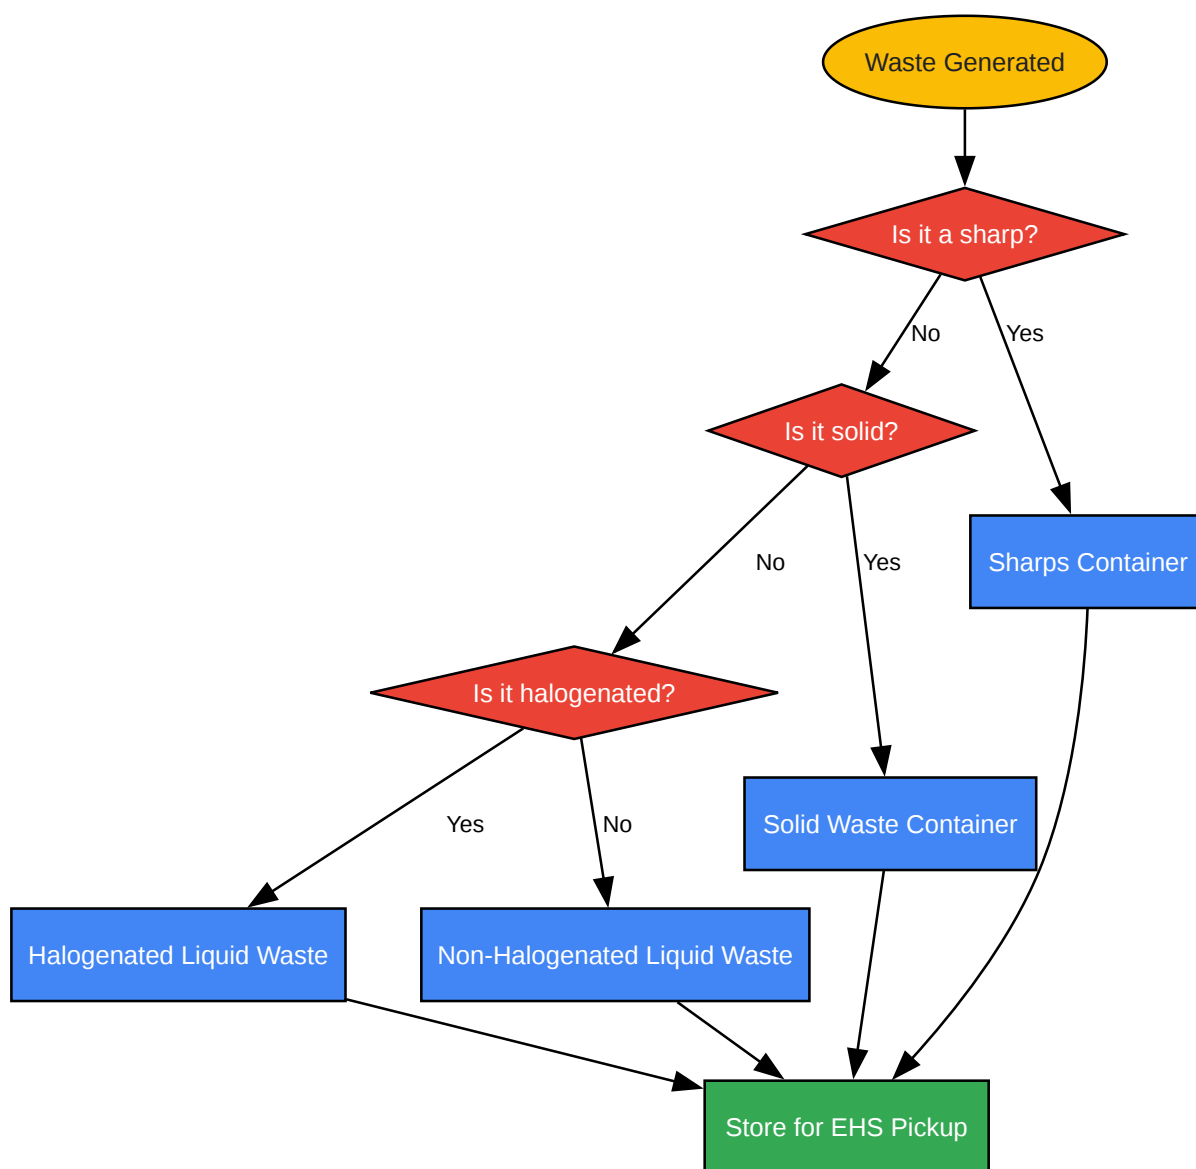 Waste Generated
Is it a sharp?
No
Yes
Is it solid?
No
Yes
Sharps Container
Is it halogenated?
Yes
No
Solid Waste Container
Halogenated Liquid Waste
Non-Halogenated Liquid Waste
Store for EHS Pickup